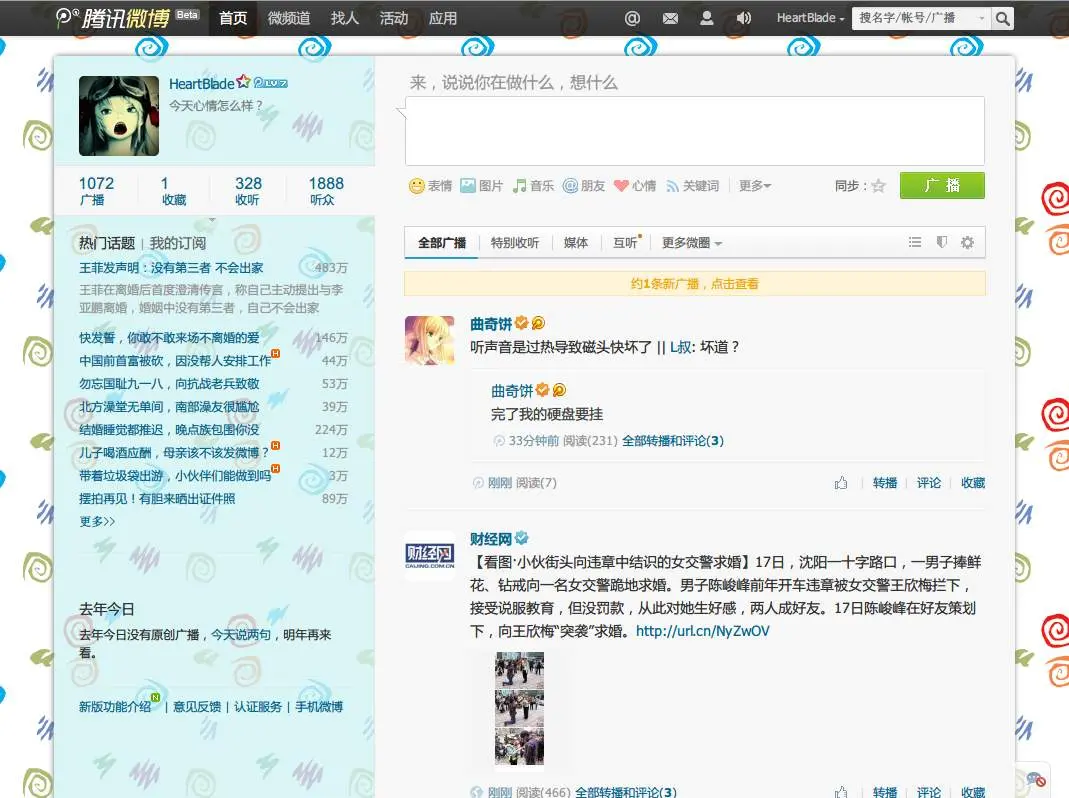 腾讯微博 Beta 首页 微频道 找人 活动 应用 HeartBlade 搜名字/帐号/广播
HeartBlade
今天心情怎么样？
1072 1 328 1888
广播 收藏 收听 听众
热门话题 | 我的订阅
王菲发声明：没有第三者 不会出家 483万
王菲在离婚后首度澄清传言，称自己主动提出与李
亚鹏离婚，婚姻中没有第三者，自己不会出家
快发誓，你敢不敢来场不离婚的爱 146万
中国前首富被砍，因没帮人安排工作 H 44万
勿忘国耻九一八，向抗战老兵致敬 53万
北方澡堂无单间，南部澡友很尴尬 39万
结婚睡觉都推迟，晚点族包围你没 224万
儿子喝酒应酬，母亲该不该发微博？ H 12万
带着垃圾袋出游，小伙伴们能做到吗 H 3万
摆拍再见！有胆来晒出证件照 89万
更多>>
去年今日
去年今日没有原创广播，今天说两句，明年再来
看。
新版功能介绍 N | 意见反馈 | 认证服务 | 手机微博
来，说说你在做什么，想什么
表情 图片 音乐 朋友 心情 关键词 更多 同步： 广播
全部广播 特别收听 媒体 互听 更多微圈
约1条新广播，点击查看
曲奇饼
听声音是过热导致磁头快坏了 || L叔: 坏道？
曲奇饼
完了我的硬盘要挂
33分钟前 阅读(231) 全部转播和评论(3)
刚刚 阅读(7) 转播 评论 收藏
财经网
CAIJING.COM.CN
财经网
【看图·小伙街头向违章中结识的女交警求婚】17日，沈阳一十字路口，一男子捧鲜
花、钻戒向一名女交警跪地求婚。男子陈峻峰前年开车违章被女交警王欣梅拦下，
接受说服教育，但没罚款，从此对她生好感，两人成好友。17日陈峻峰在好友策划
下，向王欣梅“突袭”求婚。http://url.cn/NyZwOV
刚刚 阅读(466) 全部转播和评论(3) 转播 评论 收藏